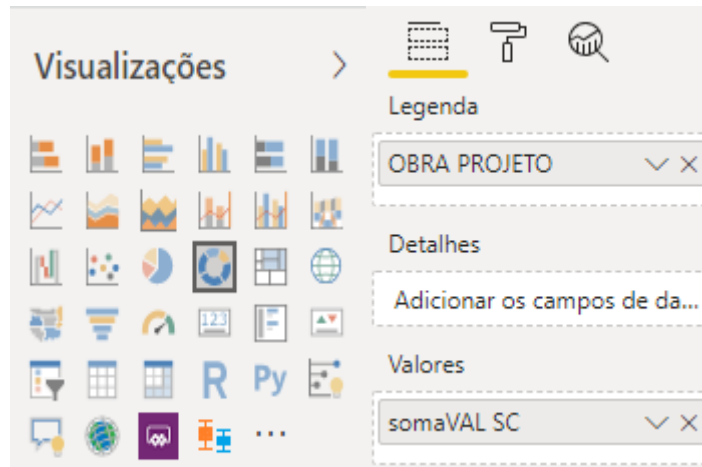 Visualizações
Legenda
OBRA PROJETO
Detalhes
Adicionar os campos de da...
Valores
somaVAL SC
123
R
Py
...